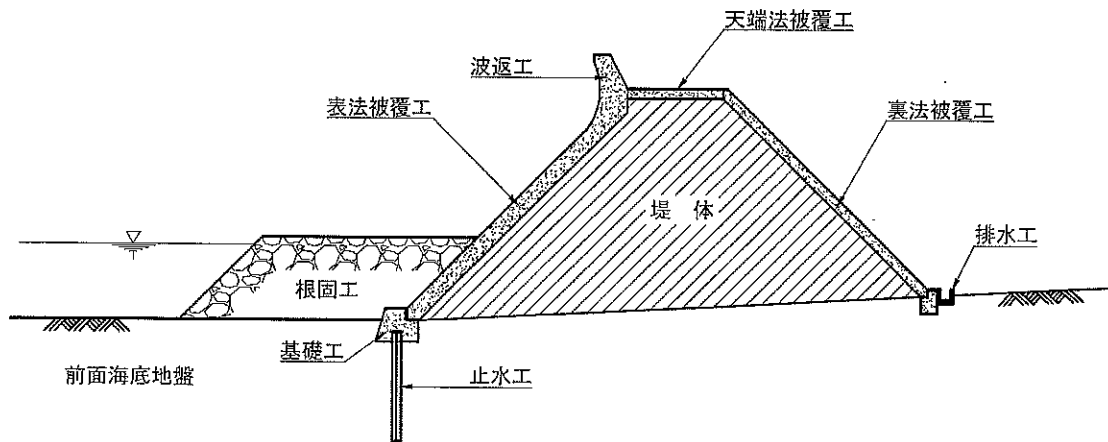 天端法被覆工
波返工
表法被覆工
裏法被覆工
堤体
排水工
根固工
基礎工
止水工
前面海底地盤